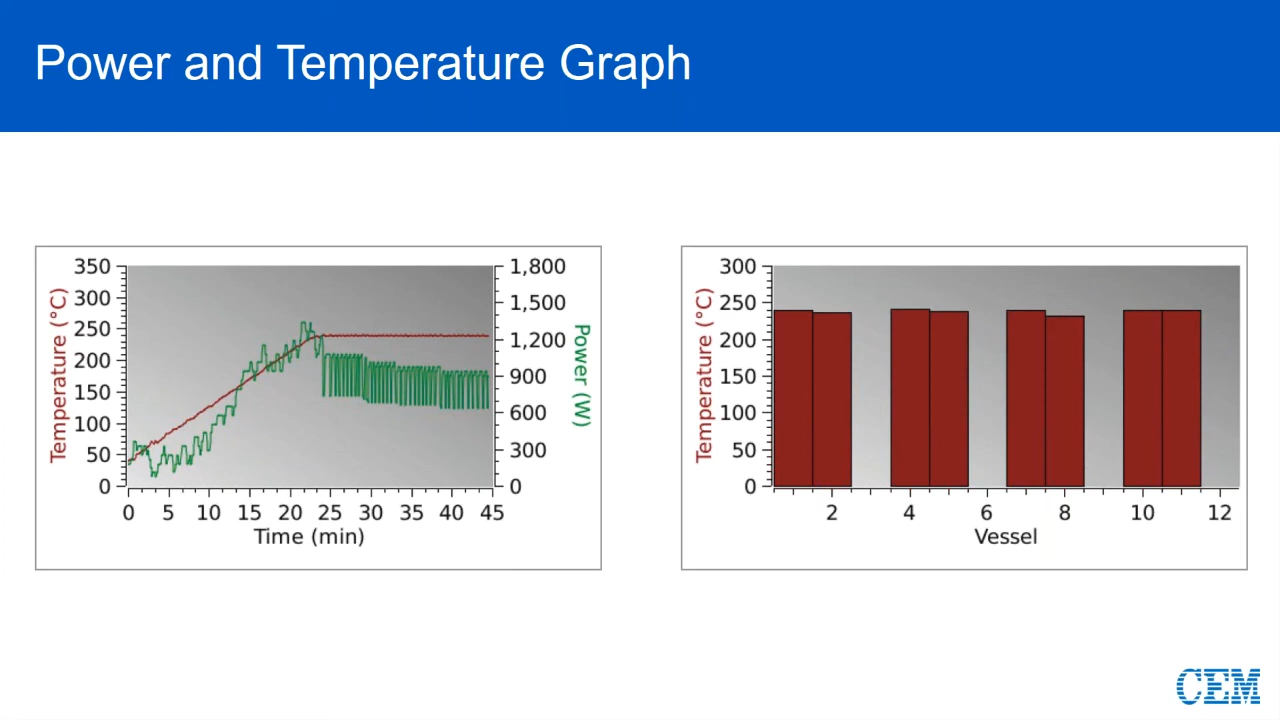 Power and Temperature Graph
Temperature (°C)
350
300
250
200
150
100
50
0
1,800
1,500
1,200
900
600
300
0
Power (W)
0 5 10 15 20 25 30 35 40 45
Time (min)
Temperature (°C)
300
250
200
150
100
50
0
2 4 6 8 10 12
Vessel
CEM